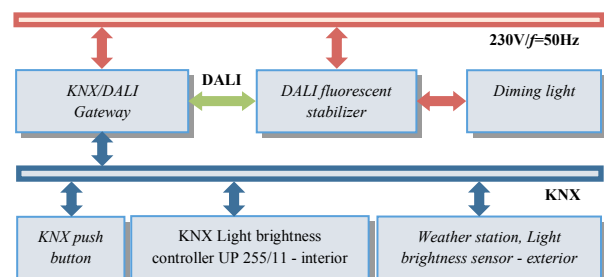 230V/f=50Hz
KNX/DALI
Gateway
DALI
DALI fluorescent
stabilizer
Diming light
KNX
KNX push
button
KNX Light brightness
controller UP 255/11 - interior
Weather station, Light
brightness sensor - exterior